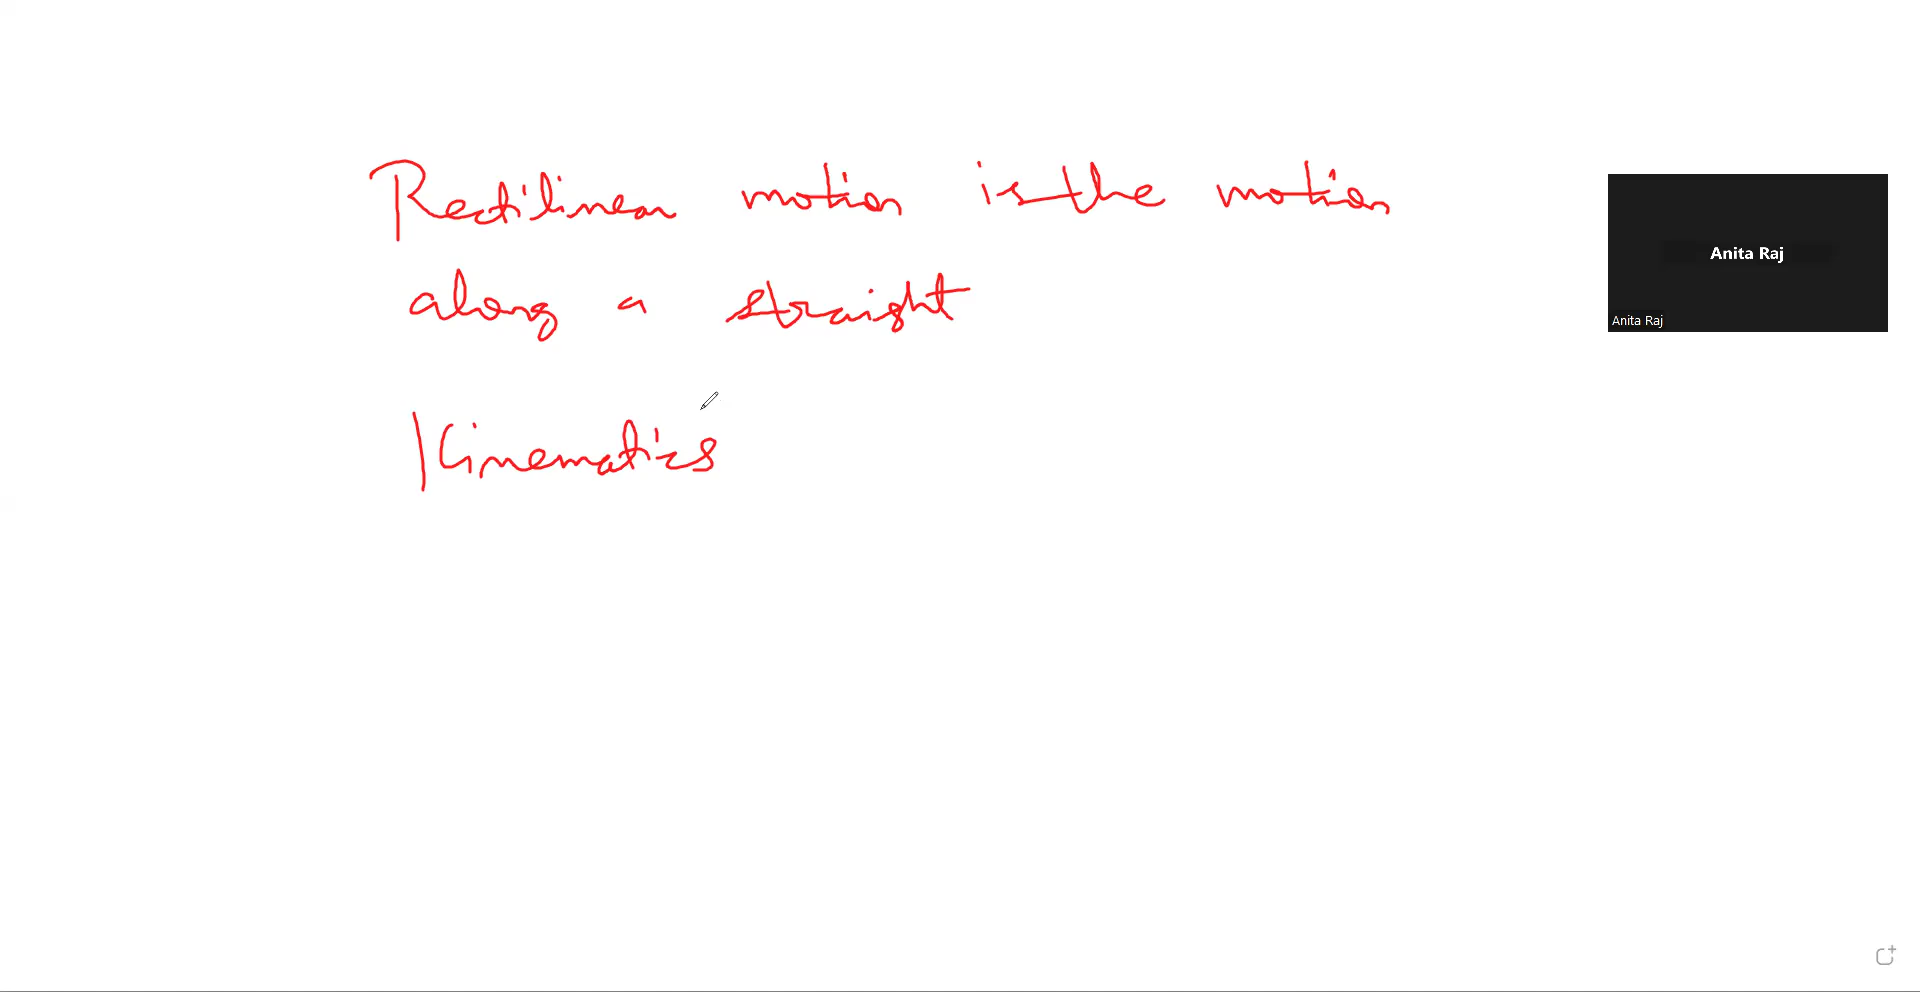 Rectilinear motion is the motion
along a straight
Kinematics
Anita Raj
Anita Raj